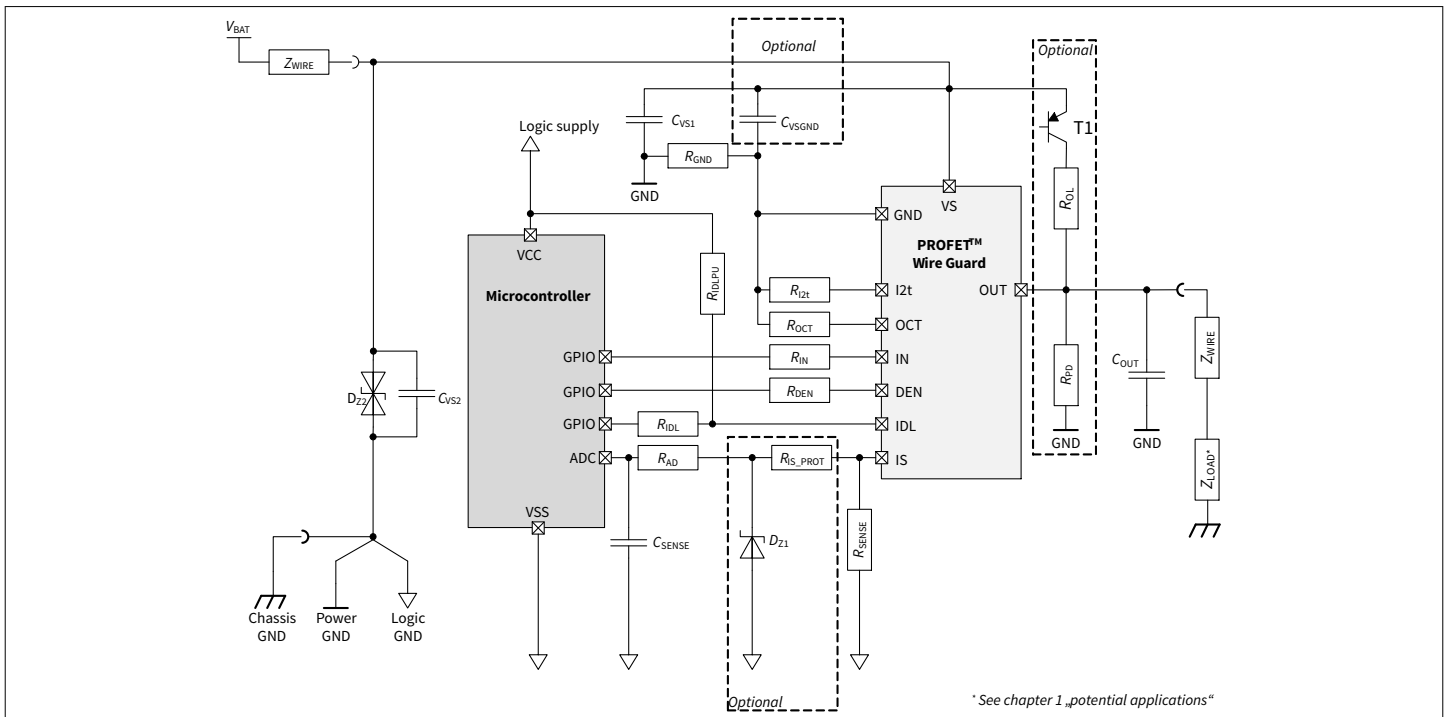 VBAT
ZWIRE
Optional
Optional
CVS1
CVSGND
T1
Logic supply
RGND
GND
ROL
VS
GND
VCC
PROFET™
Wire Guard
Microcontroller
RIDLPU
RI2t
I2t
OUT
ROCT
OCT
ZWIRE
GPIO
RIN
IN
RPD
COUT
GPIO
RDEN
DEN
DZ2
CVS2
GPIO
RIDL
IDL
GND
GND
ADC
RAD
RIS_PROT
IS
ZLOAD*
VSS
CSENSE
DZ1
RSENSE
Chassis
GND
Power
GND
Logic
GND
Optional
* See chapter 1 „potential applications“